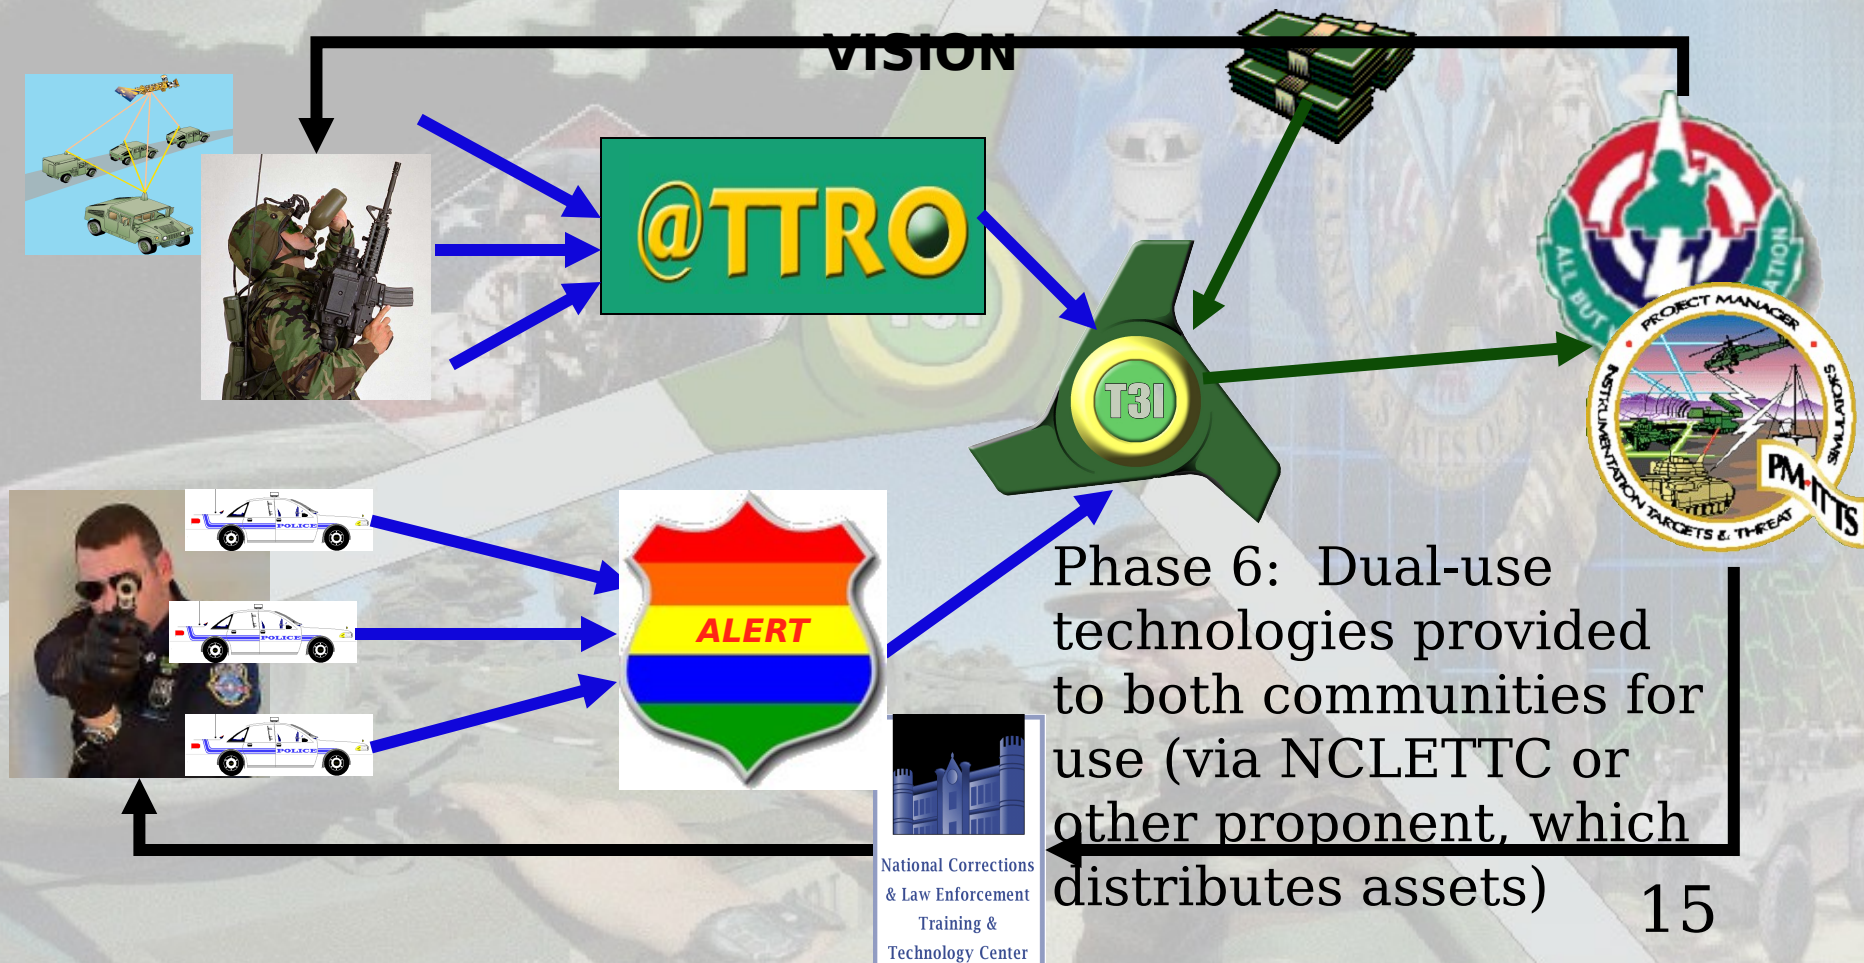 VISION
@TTRO
T3I
T3I
ALL BUT
ATION
PROJECT MANAGER
INSTRUMENTATION TARGETS & THREAT SIMULATORS
PM-ITTS
POLICE
POLICE
POLICE
ALERT
Phase 6:  Dual-use
technologies provided
to both communities for
use (via NCLETTC or
other proponent, which
distributes assets)
National Corrections
& Law Enforcement
Training &
Technology Center
15